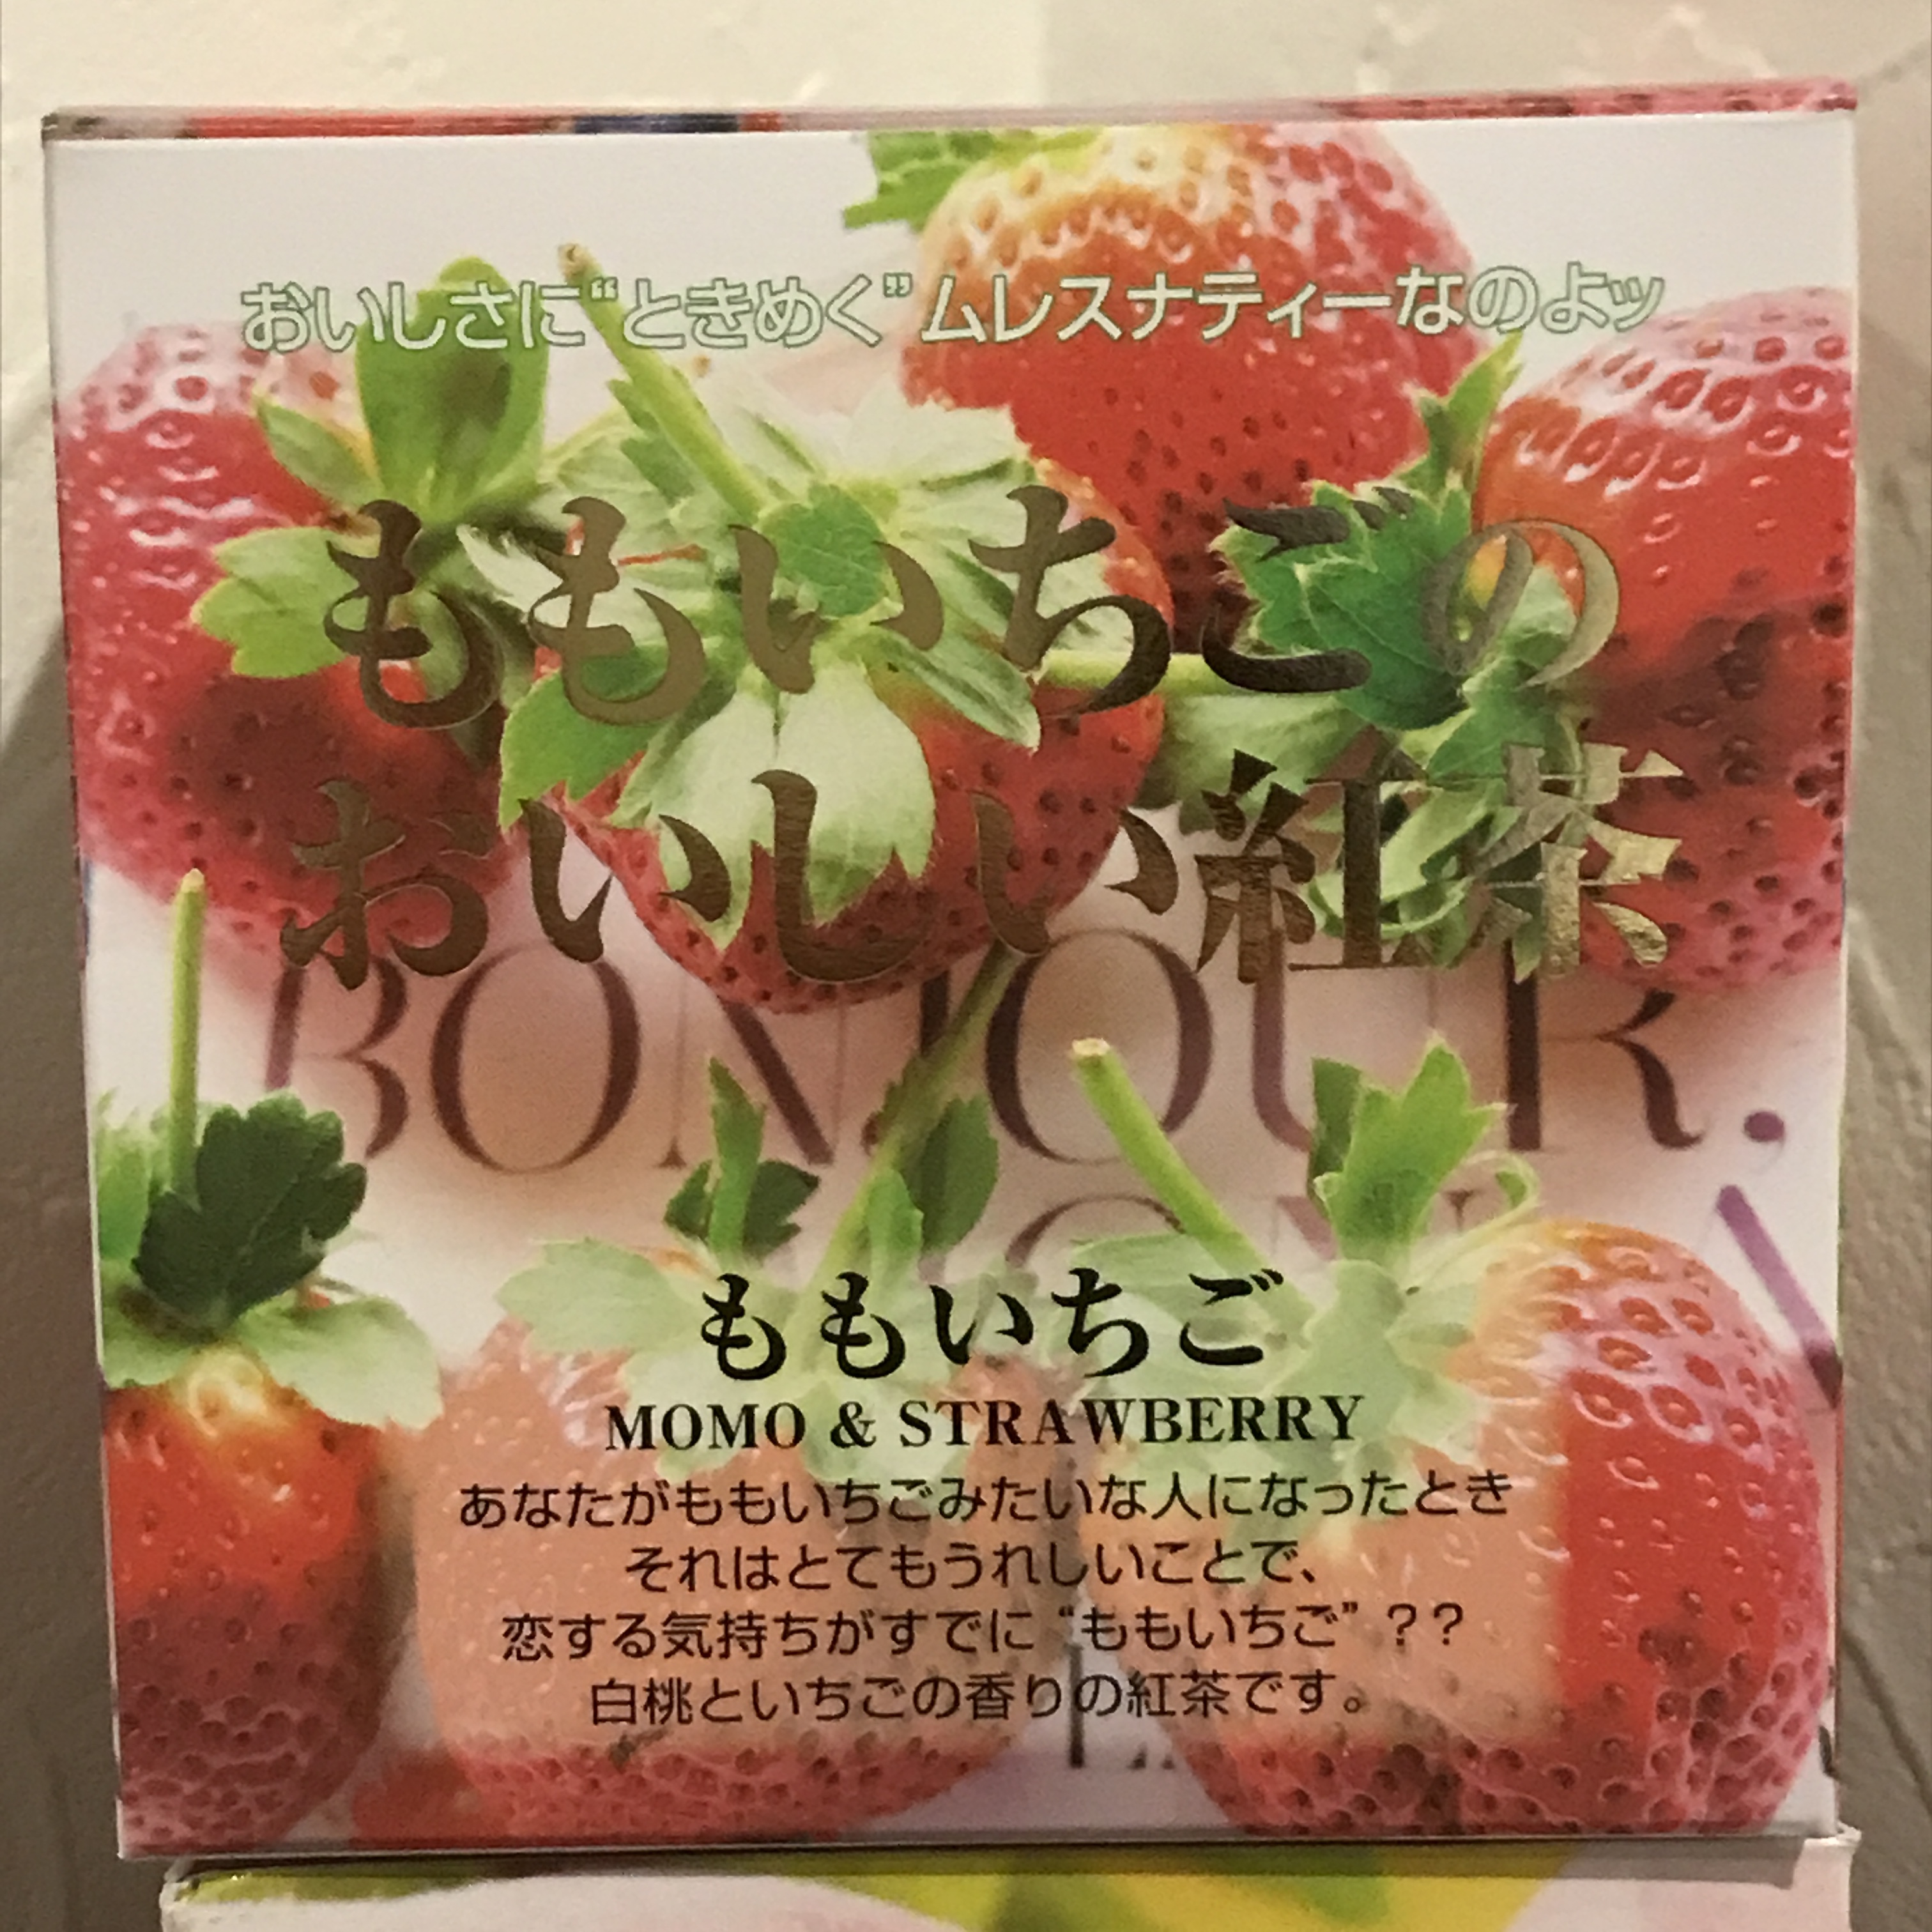 おいしさに“ときめく”ムレスナティーなのよッ
ももいちごの
おいしい紅茶
BONJOUR,
ももいちご
MOMO & STRAWBERRY
あなたがももいちごみたいな人になったとき
それはとてもうれしいことで、
恋する気持ちがすでに“ももいちご”??
白桃といちごの香りの紅茶です。